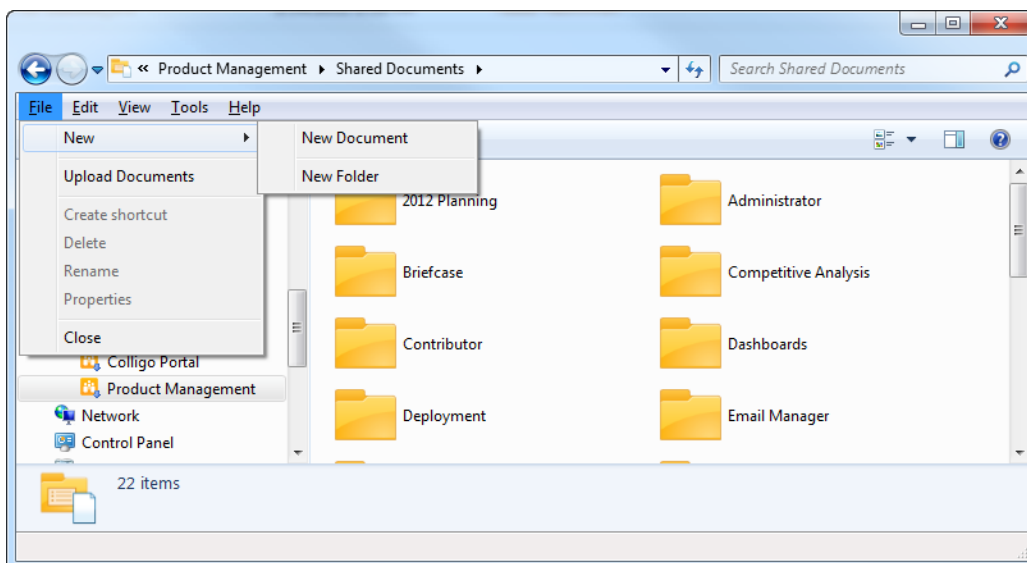 « Product Management ▸ Shared Documents ▸
Search Shared Documents
File Edit View Tools Help
New
New Document
Upload Documents
New Folder
Create shortcut
Delete
Rename
Properties
Close
2012 Planning
Administrator
Briefcase
Competitive Analysis
Contributor
Dashboards
Colligo Portal
Product Management
Deployment
Email Manager
Network
Control Panel
22 items